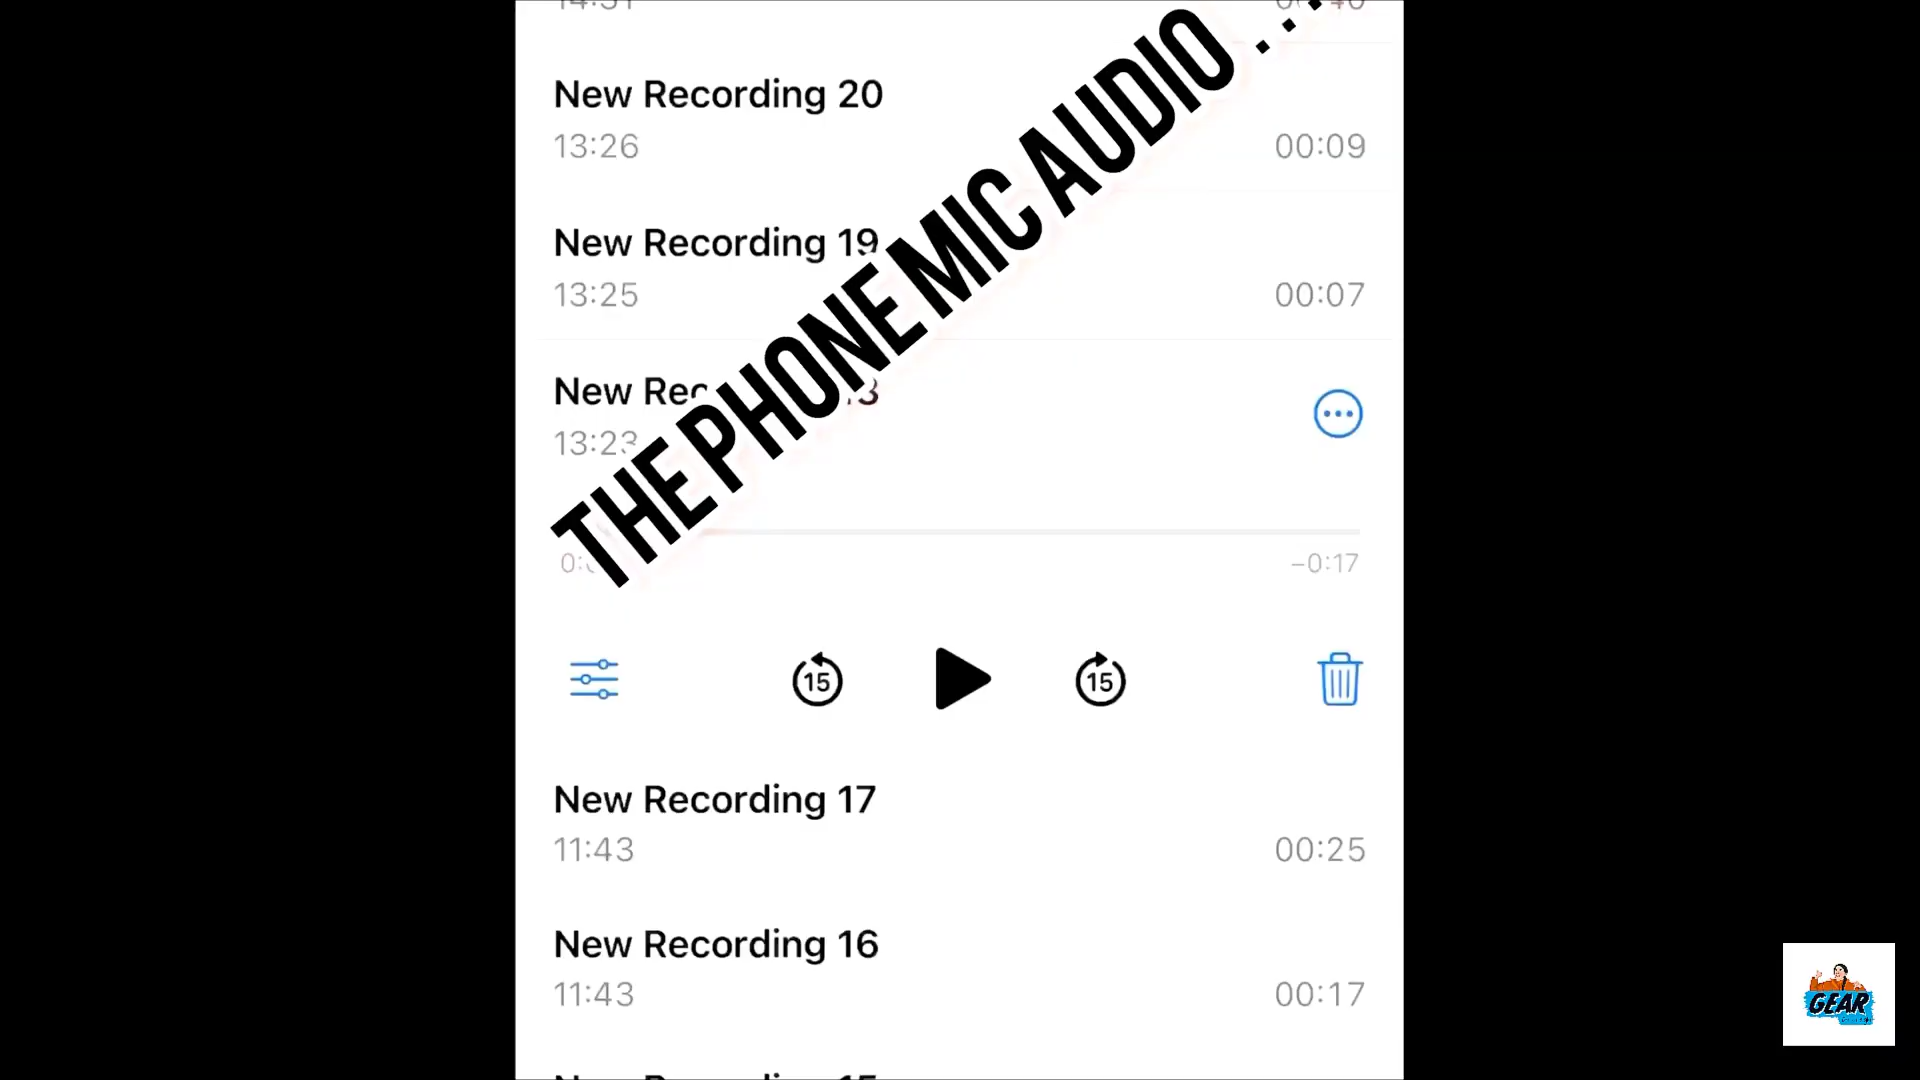 New Recording 20
13:26
00:09
THE PHONE MIC AUDIO ....
New Recording 19
13:25
00:07
New
13:23
-0:17
15
15
New Recording 17
11:43
00:25
New Recording 16
11:43
00:17
GEAR